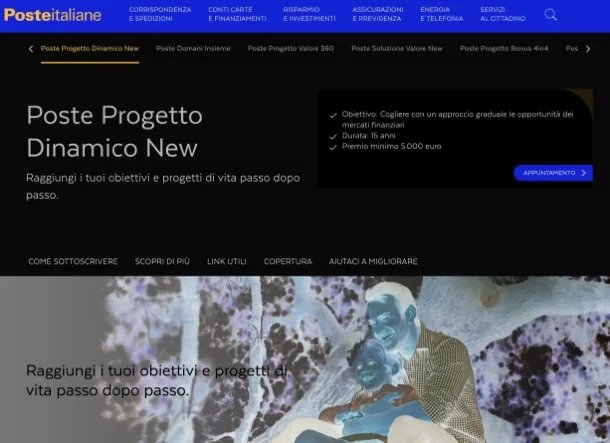 Posteitaliane
CORRISPONDENZA
E SPEDIZIONI
CONTI CARTE
E FINANZIAMENTI
RISPARMIO
E INVESTIMENTI
ASSICURAZIONI
E PREVIDENZA
ENERGIA
E TELEFONIA
SERVIZI
AL CITTADINO
Poste Progetto Dinamico New
Poste Domani Insieme
Poste Progetto Valore 360
Poste Soluzione Valore New
Poste Progetto Bonus 4in4
Pos
Poste Progetto
Dinamico New
Raggiungi i tuoi obiettivi e progetti di vita passo dopo
passo.
Obiettivo: Cogliere con un approccio graduale le opportunità dei
mercati finanziari
Durata: 15 anni
Premio minimo 5.000 euro
APPUNTAMENTO
COME SOTTOSCRIVERE
SCOPRI DI PIÙ
LINK UTILI
COPERTURA
AIUTACI A MIGLIORARE
Raggiungi i tuoi obiettivi e progetti di
vita passo dopo passo.